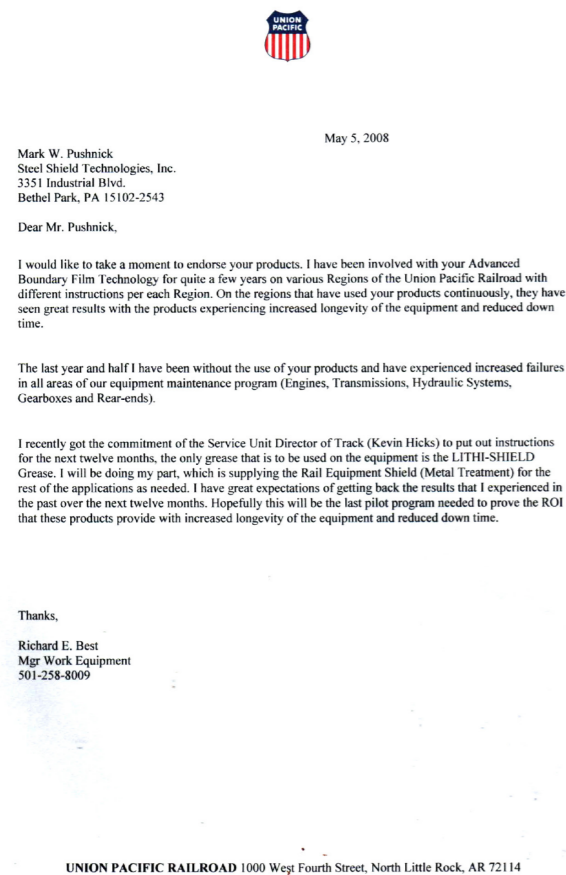 UNION
PACIFIC
May 5, 2008
Mark W. Pushnick
Steel Shield Technologies, Inc.
3351 Industrial Blvd.
Bethel Park, PA 15102-2543
Dear Mr. Pushnick,
I would like to take a moment to endorse your products. I have been involved with your Advanced
Boundary Film Technology for quite a few years on various Regions of the Union Pacific Railroad with
different instructions per each Region. On the regions that have used your products continuously, they have
seen great results with the products experiencing increased longevity of the equipment and reduced down
time.
The last year and half I have been without the use of your products and have experienced increased failures
in all areas of our equipment maintenance program (Engines, Transmissions, Hydraulic Systems,
Gearboxes and Rear-ends).
I recently got the commitment of the Service Unit Director of Track (Kevin Hicks) to put out instructions
for the next twelve months, the only grease that is to be used on the equipment is the LITHI-SHIELD
Grease. I will be doing my part, which is supplying the Rail Equipment Shield (Metal Treatment) for the
rest of the applications as needed. I have great expectations of getting back the results that I experienced in
the past over the next twelve months. Hopefully this will be the last pilot program needed to prove the ROI
that these products provide with increased longevity of the equipment and reduced down time.
Thanks,
Richard E. Best
Mgr Work Equipment
501-258-8009
UNION PACIFIC RAILROAD 1000 West Fourth Street, North Little Rock, AR 72114